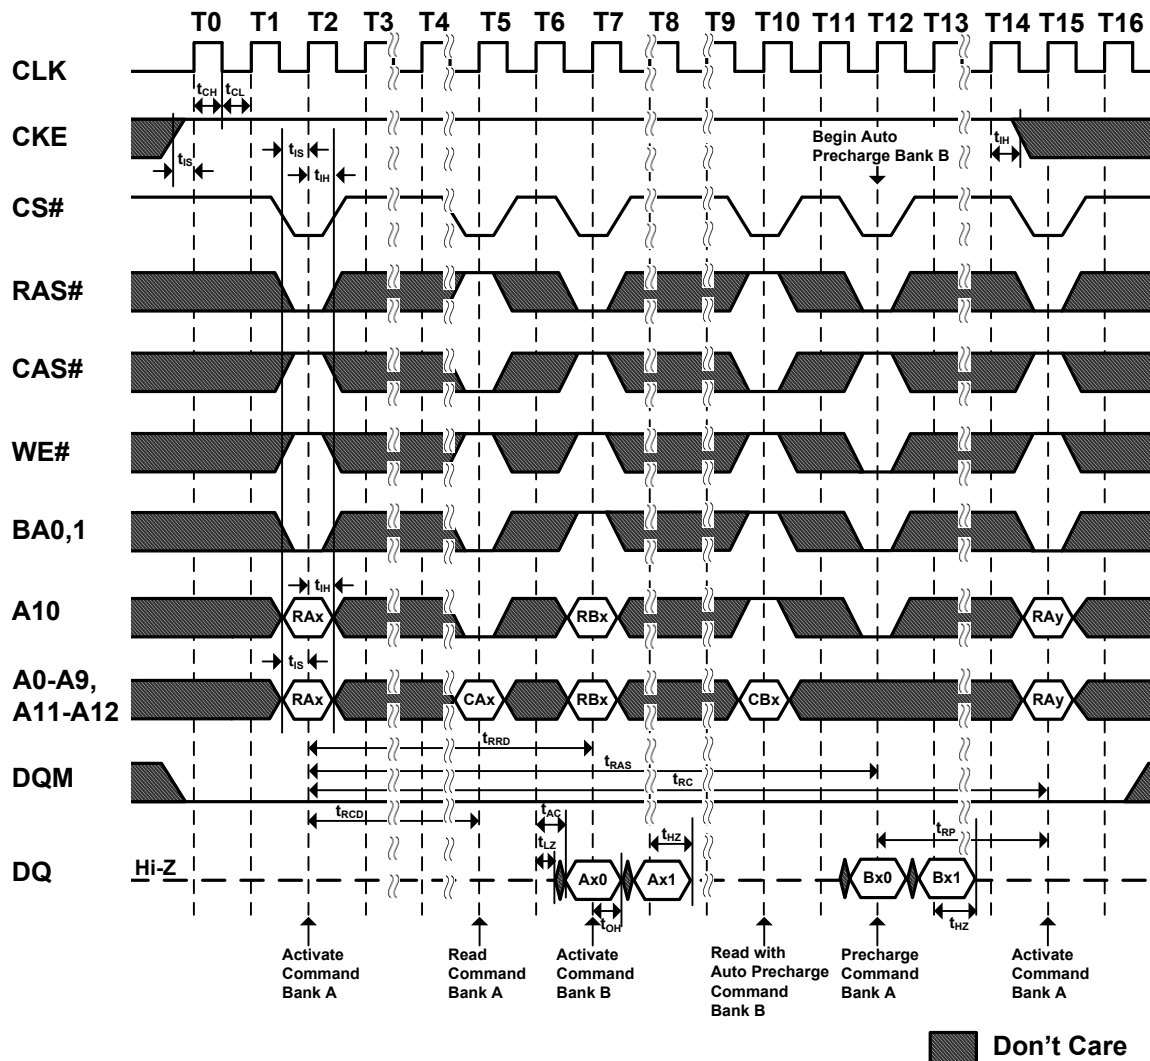 T0 T1 T2 T3 T4 T5 T6 T7 T8 T9 T10 T11 T12 T13 T14 T15 T16
CLK
tCH tCL
CKE
Begin Auto
Precharge Bank B
tIS
tIS
tIH
tIH
CS#
RAS#
CAS#
WE#
BA0,1
tIH
A10
RAx
RBx
RAy
tIS
A0-A9,
A11-A12
RAx
CAx
RBx
CBx
RAy
tRRD
tRAS
DQM
tRC
tRCD
tAC
tLZ
tHZ
tRP
DQ
Hi-Z
Ax0
Ax1
Bx0
Bx1
tOH
tHZ
Activate
Command
Bank A
Read
Command
Bank A
Activate
Command
Bank B
Read with
Auto Precharge
Command
Bank B
Precharge
Command
Bank A
Activate
Command
Bank A
Don't Care